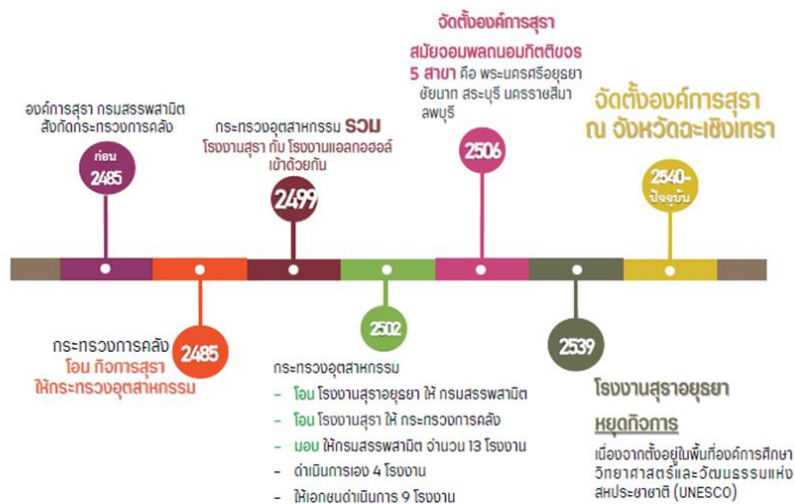 องค์การสุรา กรมสรรพสามิต
สังกัดกระทรวงการคลัง
ก่อน
2485
กระทรวงการคลัง
โอน กิจการสุรา
ให้กระทรวงอุตสาหกรรม
2485
กระทรวงอุตสาหกรรม รวม
โรงงานสุรา กับ โรงงานแอลกอฮอล์
เข้าด้วยกัน
2499
2502
กระทรวงอุตสาหกรรม
- โอน โรงงานสุราอยุธยา ให้ กรมสรรพสามิต
- โอน โรงงานสุรา ให้ กระทรวงการคลัง
- มอบ ให้กรมสรรพสามิต จำนวน 13 โรงงาน
- ดำเนินการเอง 4 โรงงาน
- ให้เอกชนดำเนินการ 9 โรงงาน
จัดตั้งองค์การสุรา
สมัยจอมพลถนอมกิตติขจร
5 สาขา คือ พระนครศรีอยุธยา
ชัยนาท สระบุรี นครราชสีมา
ลพบุรี
2506
2539
โรงงานสุราอยุธยา
หยุดกิจการ
เนื่องจากตั้งอยู่ในพื้นที่องค์การศึกษา
วิทยาศาสตร์และวัฒนธรรมแห่ง
สหประชาชาติ (UNESCO)
จัดตั้งองค์การสุรา
ณ จังหวัดฉะเชิงเทรา
2540-
ปัจจุบัน